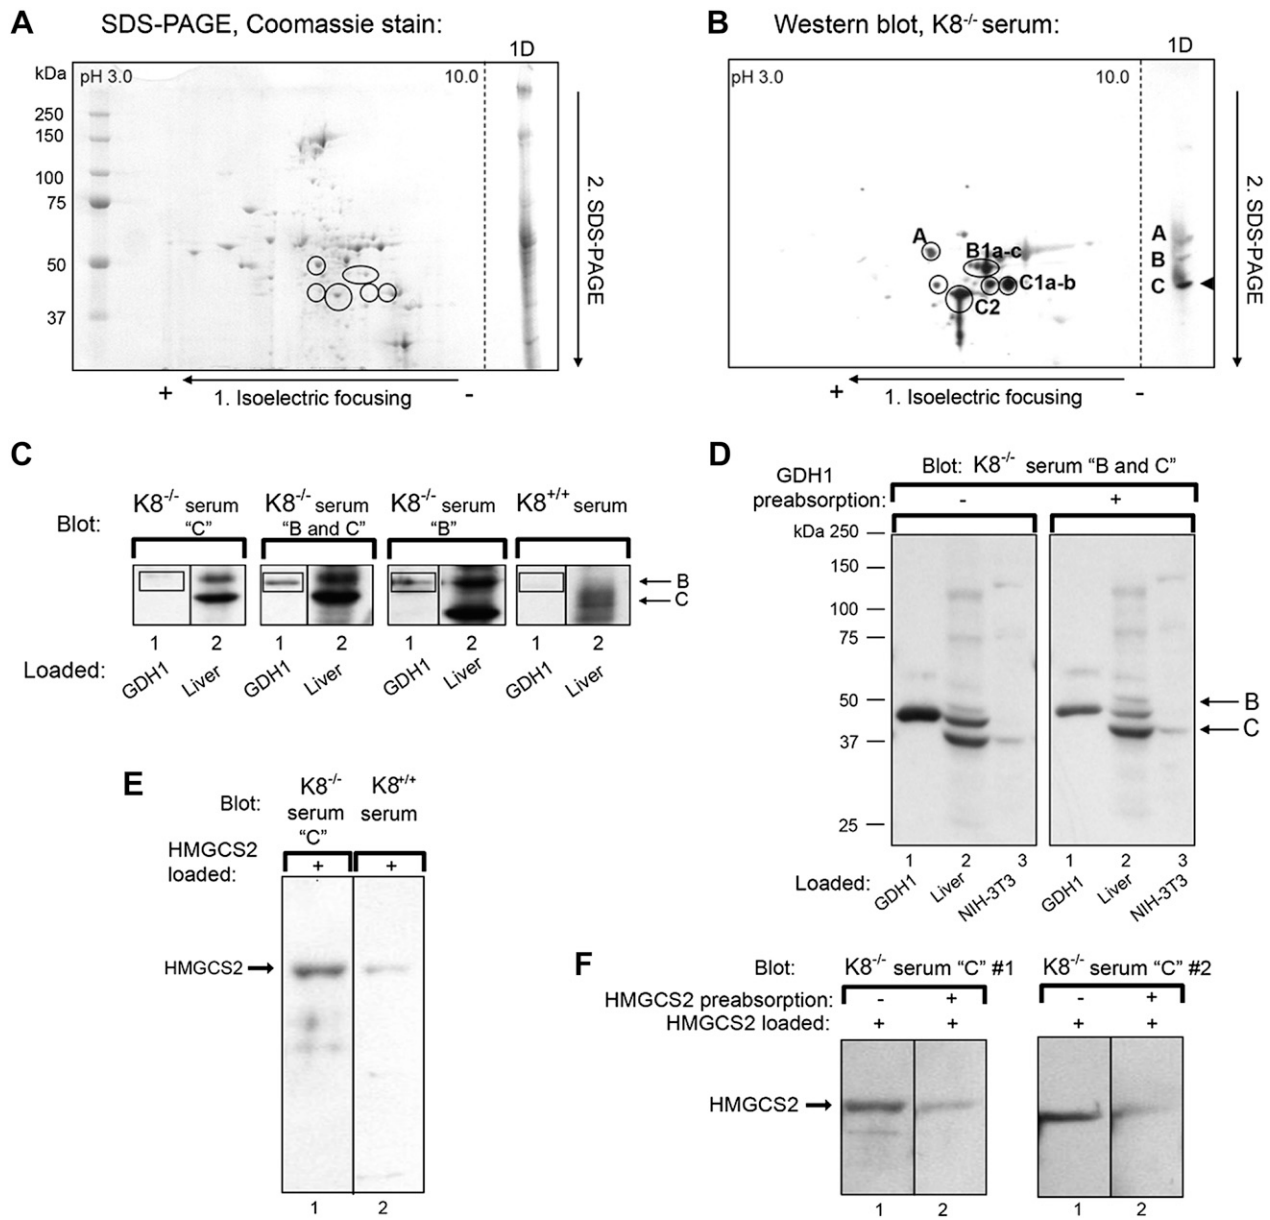 A SDS-PAGE, Coomassie stain:
1D
kDa
pH 3.0 10.0
250
150
100
75
50
37
2. SDS-PAGE
+ 1. Isoelectric focusing -
B Western blot, K8-/- serum:
1D
pH 3.0 10.0
A
B1a-c
C1a-b
C2
A
B
C
2. SDS-PAGE
+ 1. Isoelectric focusing -
C
Blot:
K8-/- serum "C"
K8-/- serum "B and C"
K8-/- serum "B"
K8+/+ serum
B
C
1 2 1 2 1 2 1 2
Loaded: GDH1 Liver GDH1 Liver GDH1 Liver GDH1 Liver
D
Blot: K8-/- serum "B and C"
GDH1 preabsorption: - +
kDa 250
150
100
75
50
37
25
B
C
1 2 3 1 2 3
Loaded: GDH1 Liver NIH-3T3 GDH1 Liver NIH-3T3
E
Blot: K8-/- serum "C" K8+/+ serum
HMGCS2 loaded: + +
HMGCS2
1 2
F
Blot: K8-/- serum "C" #1 K8-/- serum "C" #2
HMGCS2 preabsorption: - + - +
HMGCS2 loaded: + + + +
HMGCS2
1 2 1 2